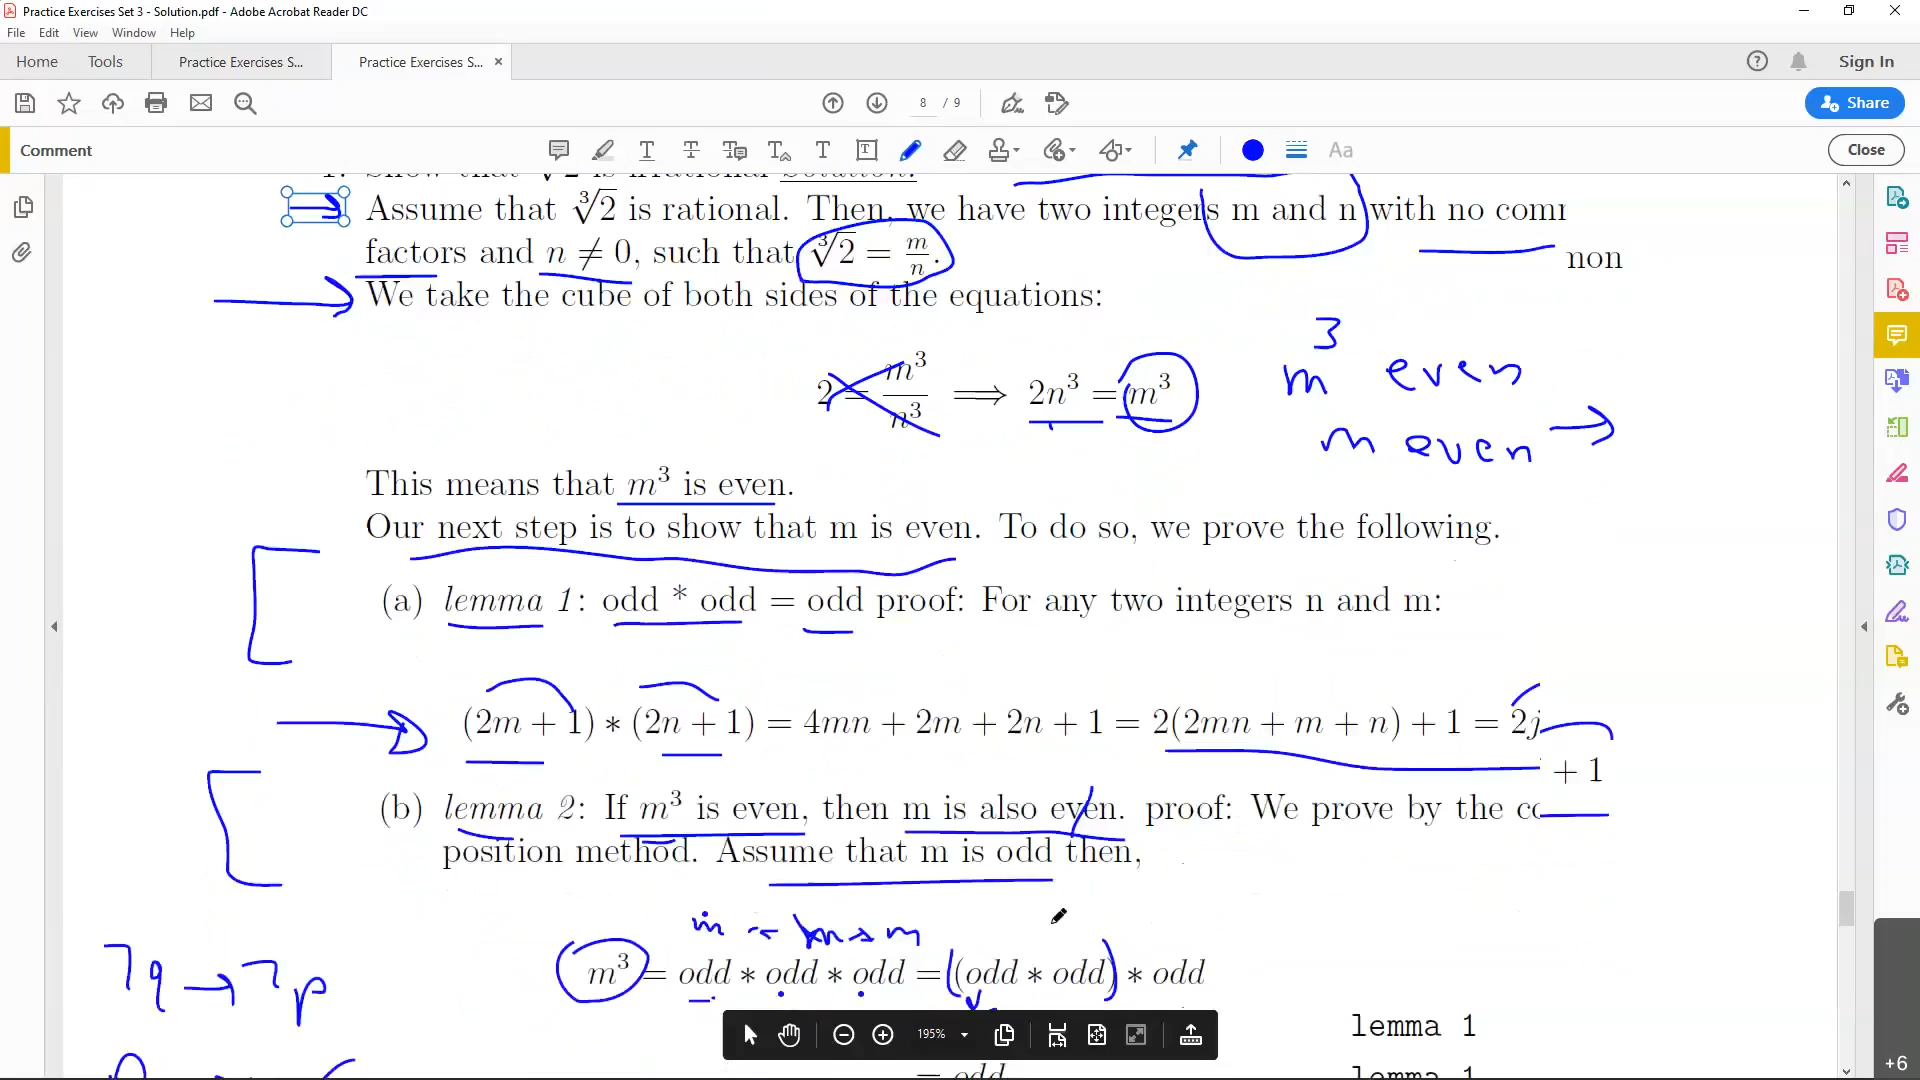 Practice Exercises Set 3 - Solution.pdf - Adobe Acrobat Reader DC
File Edit View Window Help
Home Tools Practice Exercises S... Practice Exercises S... ×
? Sign In
8 / 9
Share
Comment
Aa
Close
Assume that ∛2 is rational. Then, we have two integers m and n with no comm
factors and n ≠ 0, such that ∛2 = m/n.
non
We take the cube of both sides of the equations:
3
m even
2 = m³/n³ ⟹ 2n³ = m³
m even →
This means that m³ is even.
Our next step is to show that m is even. To do so, we prove the following.
(a) lemma 1: odd * odd = odd proof: For any two integers n and m:
(2m + 1) * (2n + 1) = 4mn + 2m + 2n + 1 = 2(2mn + m + n) + 1 = 2j
+ 1
(b) lemma 2: If m³ is even, then m is also even. proof: We prove by the co
position method. Assume that m is odd then,
¬q → ¬p
m³ = odd * odd * odd = (odd * odd) * odd
195%
lemma 1
= odd
lemma 1
+6